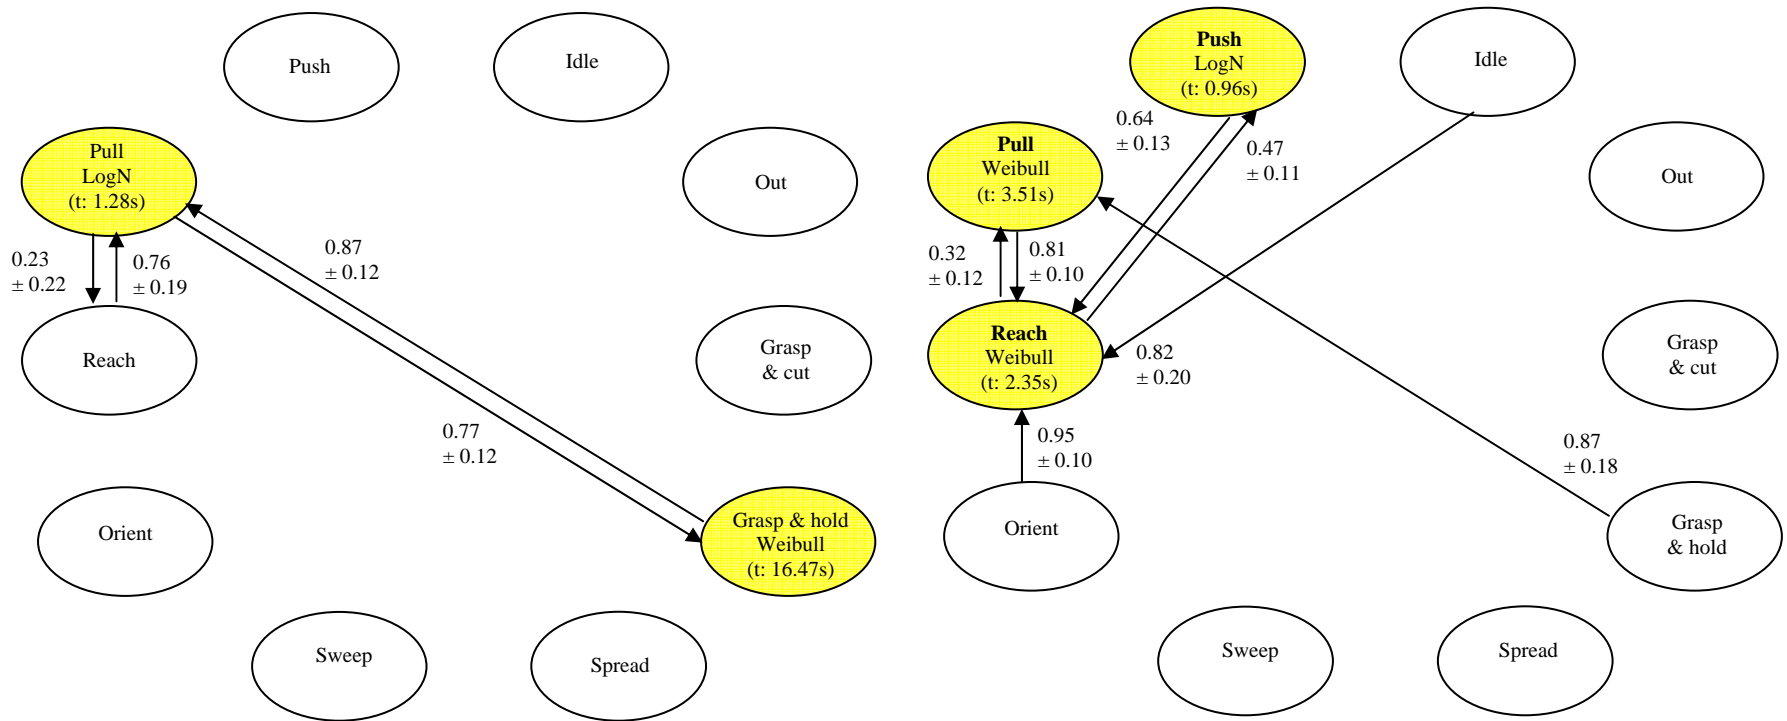 Push
Idle
Pull
LogN
(t: 1.28s)
Out
0.23
± 0.22
0.76
± 0.19
0.87
± 0.12
Reach
Grasp
& cut
0.77
± 0.12
Orient
Grasp & hold
Weibull
(t: 16.47s)
Sweep
Spread
Push
LogN
(t: 0.96s)
Idle
0.64
± 0.13
0.47
± 0.11
Pull
Weibull
(t: 3.51s)
Out
0.32
± 0.12
0.81
± 0.10
Reach
Weibull
(t: 2.35s)
0.82
± 0.20
Grasp
& cut
0.95
± 0.10
0.87
± 0.18
Orient
Grasp
& hold
Sweep
Spread